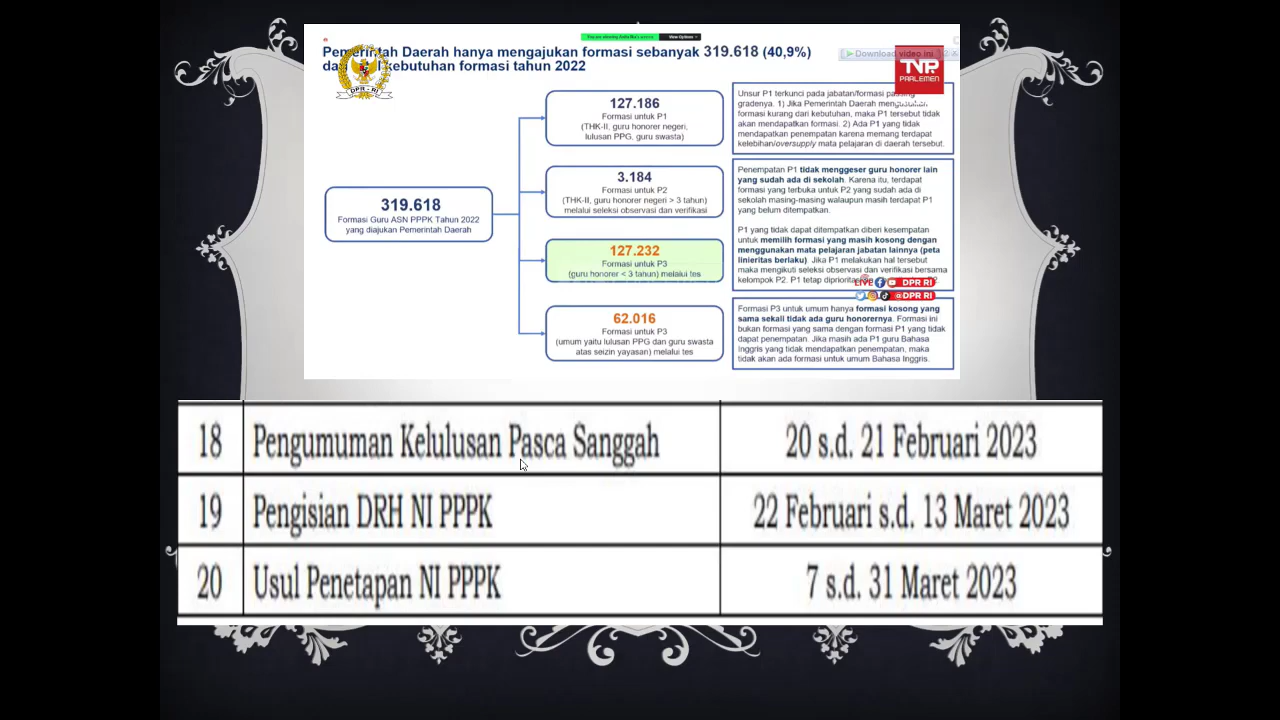 Pemerintah Daerah hanya mengajukan formasi sebanyak 319.618 (40,9%)
kebutuhan formasi tahun 2022
View Options
Download video ini
DPR - RI
TVR
PARLEMEN
319.618
Formasi Guru ASN PPPK Tahun 2022
yang diajukan Pemerintah Daerah
127.186
Formasi untuk P1
(THK-II, guru honorer negeri,
lulusan PPG, guru swasta)
3.184
Formasi untuk P2
(THK-II, guru honorer negeri > 3 tahun)
melalui seleksi observasi dan verifikasi
127.232
Formasi untuk P3
(guru honorer < 3 tahun) melalui tes
62.016
Formasi untuk P3
(umum yaitu lulusan PPG dan guru swasta
atas seizin yayasan) melalui tes
Unsur P1 terkunci pada jabatan/formasi passing
gradenya. 1) Jika Pemerintah Daerah mengusulkan
formasi kurang dari kebutuhan, maka P1 tersebut tidak
akan mendapatkan formasi. 2) Ada P1 yang tidak
mendapatkan penempatan karena memang terdapat
kelebihan/oversupply mata pelajaran di daerah tersebut.
Penempatan P1 tidak menggeser guru honorer lain
yang sudah ada di sekolah. Karena itu, terdapat
formasi yang terbuka untuk P2 yang sudah ada di
sekolah masing-masing walaupun masih terdapat P1
yang belum ditempatkan.
P1 yang tidak dapat ditempatkan diberi kesempatan
untuk memilih formasi yang masih kosong dengan
menggunakan mata pelajaran jabatan lainnya (peta
linieritas berlaku). Jika P1 melakukan hal tersebut
maka mengikuti seleksi observasi dan verifikasi bersama
kelompok P2. P1 tetap
LIVE DPR RI
@DPR RI
Formasi P3 untuk umum hanya formasi kosong yang
sama sekali tidak ada guru honorernya. Formasi ini
bukan formasi yang sama dengan formasi P1 yang tidak
dapat penempatan. Jika masih ada P1 guru Bahasa
Inggris yang tidak mendapatkan penempatan, maka
tidak akan ada formasi untuk umum Bahasa Inggris.
18 Pengumuman Kelulusan Pasca Sanggah 20 s.d. 21 Februari 2023
19 Pengisian DRH NI PPPK 22 Februari s.d. 13 Maret 2023
20 Usul Penetapan NI PPPK 7 s.d. 31 Maret 2023